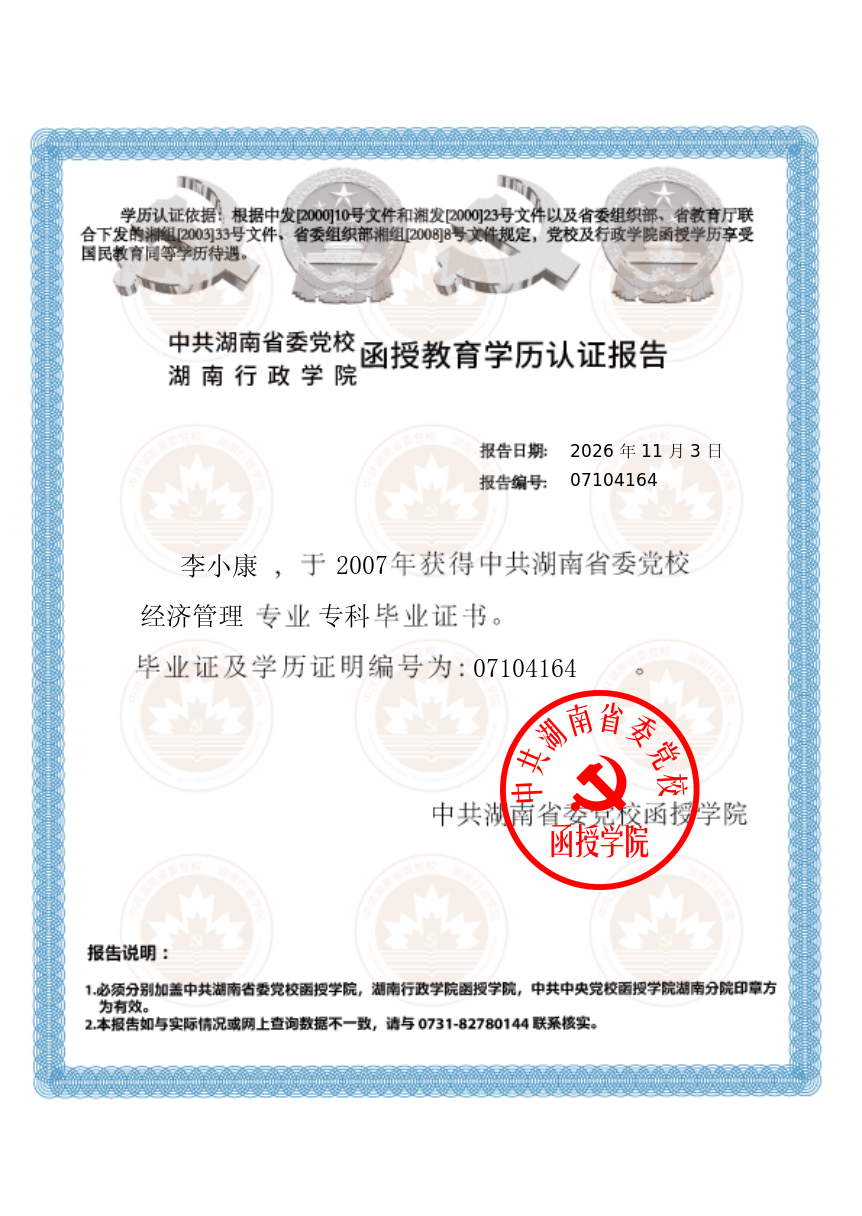 学历认证依据：根据中发[2000]10号文件和湘发[2000]23号文件以及省委组织部、省教育厅联
合下发的湘组[2003]33号文件、省委组织部湘组[2008]8号文件规定，党校及行政学院函授学历享受
国民教育同等学历待遇。
中共湖南省委党校
湖南行政学院
函授教育学历认证报告
报告日期: 2026 年 11 月 3 日
报告编号: 07104164
李小康 ，于 2007年获得中共湖南省委党校
经济管理 专业 专科毕业证书。
毕业证及学历证明编号为: 07104164 。
中共湖南省委党校
函授学院
中共湖南省委党校函授学院
报告说明：
1.必须分别加盖中共湖南省委党校函授学院，湖南行政学院函授学院，中共中央党校函授学院湖南分院印章方
为有效。
2.本报告如与实际情况或网上查询数据不一致，请与 0731-82780144 联系核实。